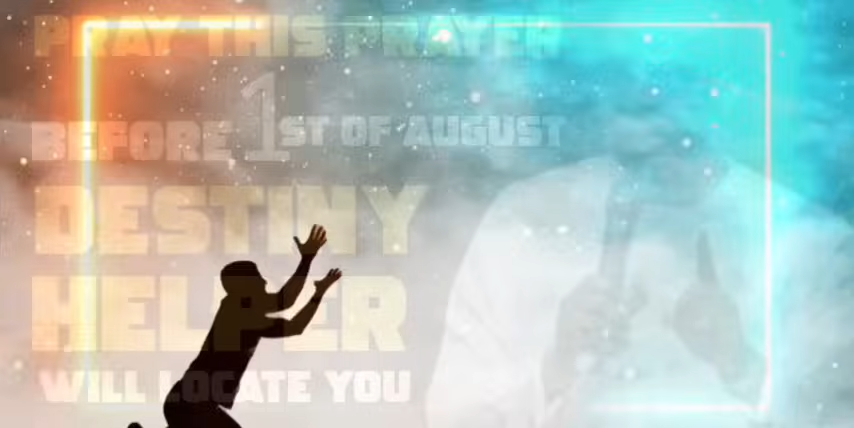 PRAY THIS PRAYER
BEFORE 1ST OF AUGUST
DESTINY
HELPER
WILL LOCATE YOU